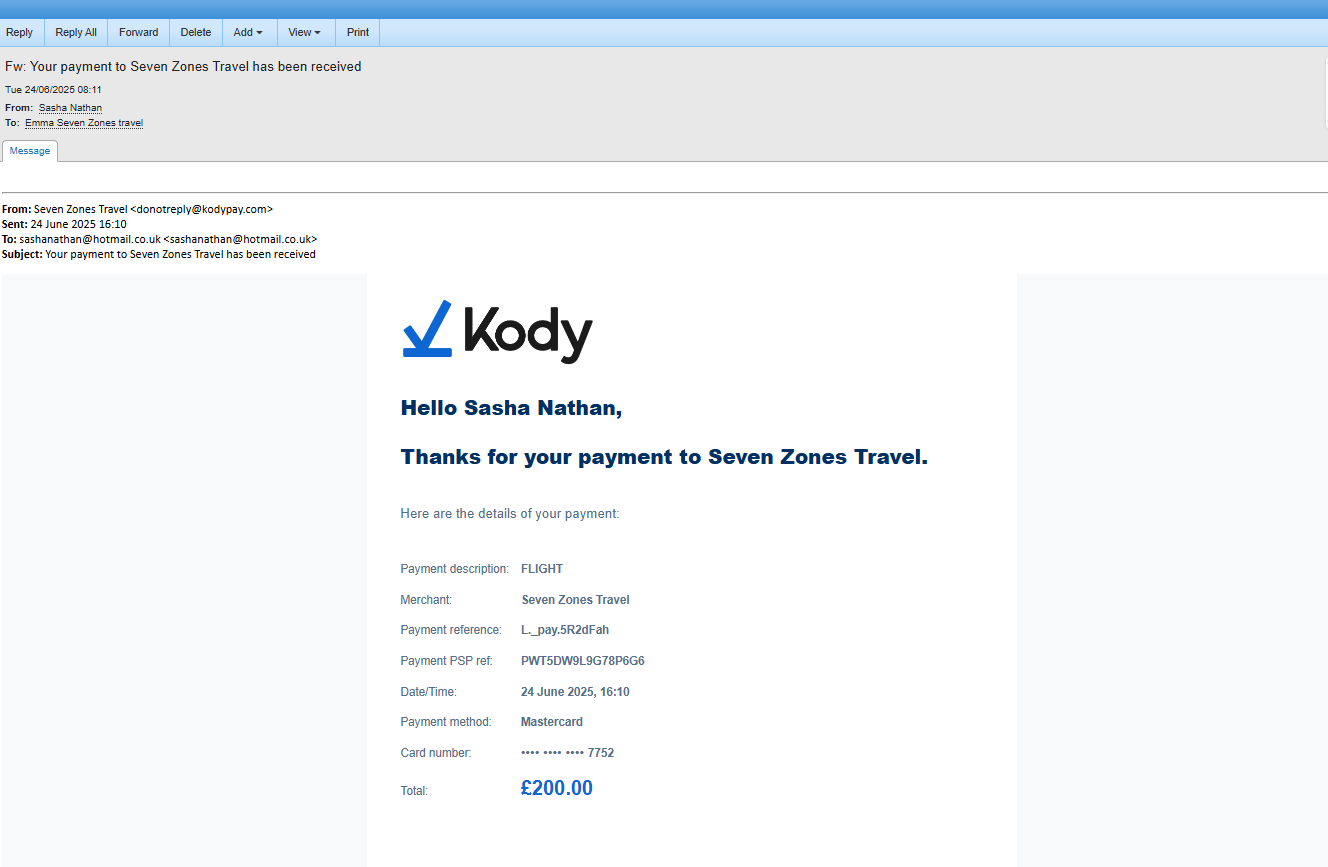 Reply Reply All Forward Delete Add View Print
Fw: Your payment to Seven Zones Travel has been received
Tue 24/06/2025 08:11
From: Sasha Nathan
To: Emma Seven Zones travel
Message
From: Seven Zones Travel <donotreply@kodypay.com>
Sent: 24 June 2025 16:10
To: sashanathan@hotmail.co.uk <sashanathan@hotmail.co.uk>
Subject: Your payment to Seven Zones Travel has been received
Kody
Hello Sasha Nathan,
Thanks for your payment to Seven Zones Travel.
Here are the details of your payment:
Payment description: FLIGHT
Merchant: Seven Zones Travel
Payment reference: L._pay.5R2dFah
Payment PSP ref: PWT5DW9L9G78P6G6
Date/Time: 24 June 2025, 16:10
Payment method: Mastercard
Card number: •••• •••• •••• 7752
Total: £200.00